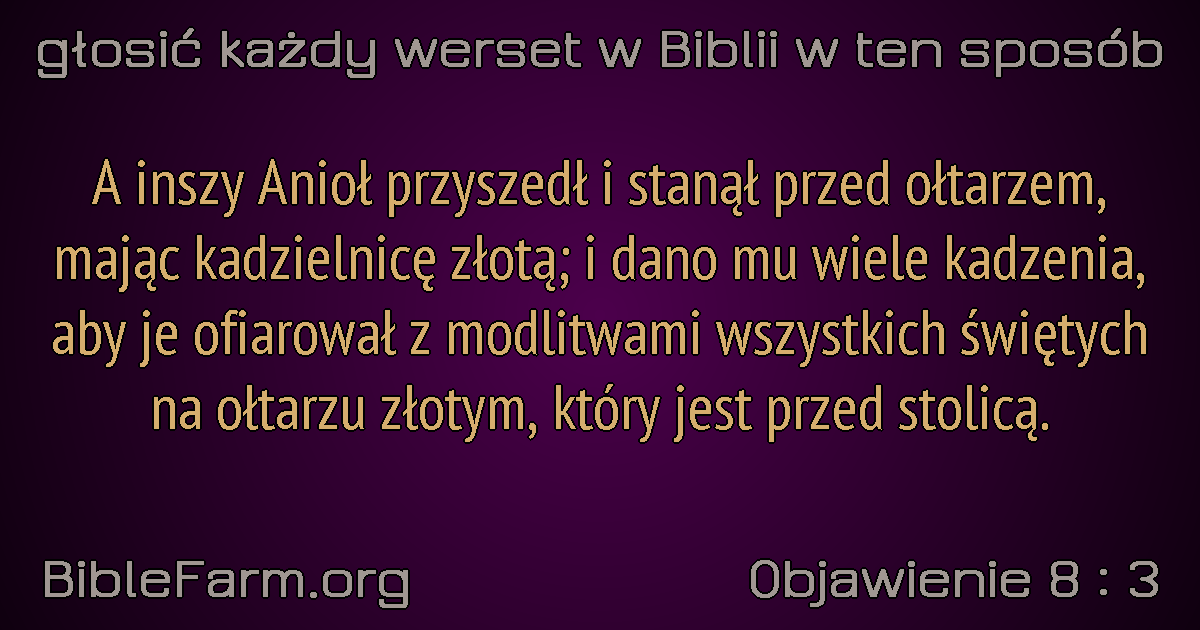 głosić każdy werset w Biblii w ten sposób
A inszy Anioł przyszedł i stanął przed ołtarzem,
mając kadzielnicę złotą; i dano mu wiele kadzenia,
aby je ofiarował z modlitwami wszystkich świętych
na ołtarzu złotym, który jest przed stolicą.
BibleFarm.org
Objawienie 8 : 3